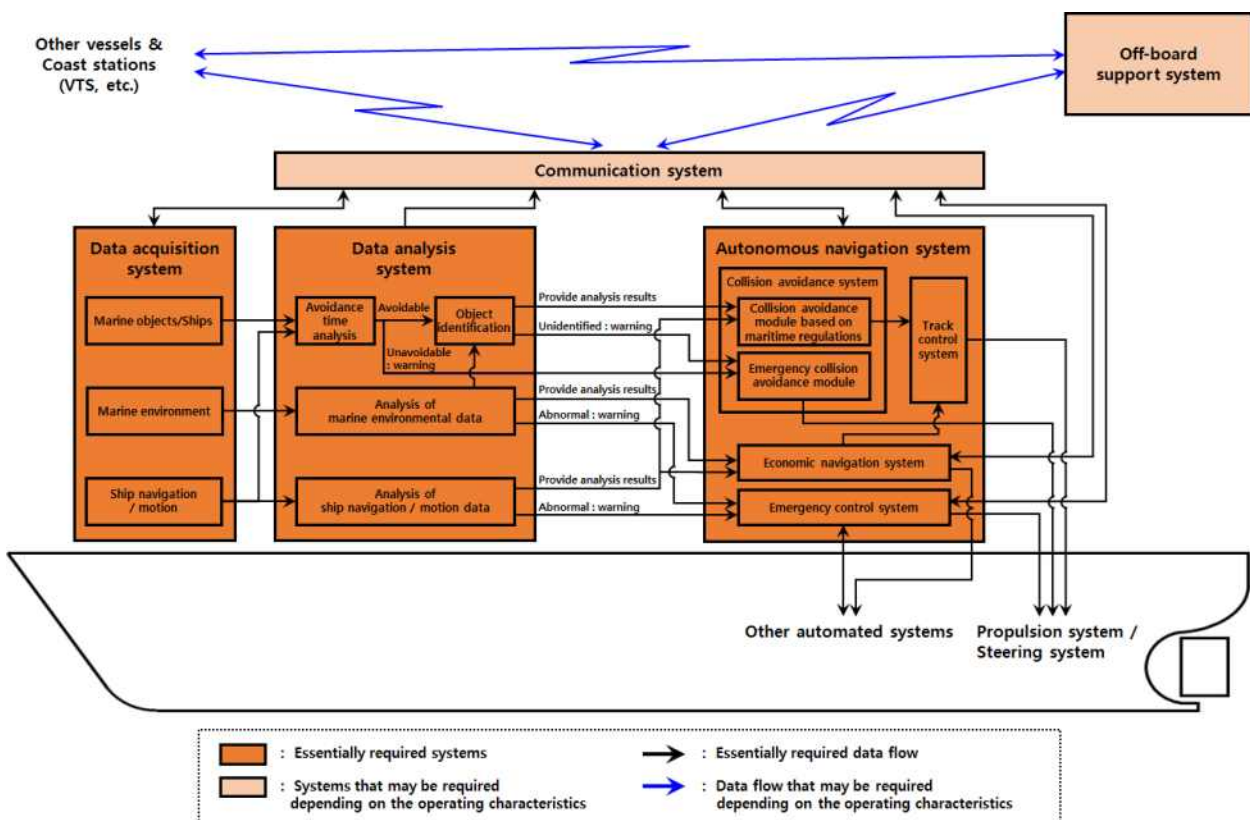 Other vessels &
Coast stations
(VTS, etc.)
Off-board
support system
Communication system
Data acquisition
system
Marine objects/Ships
Marine environment
Ship navigation
/ motion
Data analysis
system
Avoidance
time
analysis
Avoidable
Object
identification
Unavoidable
: warning
Analysis of
marine environmental data
Analysis of
ship navigation / motion data
Provide analysis results
Unidentified : warning
Provide analysis results
Abnormal : warning
Provide analysis results
Abnormal : warning
Autonomous navigation system
Collision avoidance system
Collision avoidance
module based on
maritime regulations
Emergency collision
avoidance module
Track
control
system
Economic navigation system
Emergency control system
Other automated systems
Propulsion system /
Steering system
: Essentially required systems
: Systems that may be required
depending on the operating characteristics
: Essentially required data flow
: Data flow that may be required
depending on the operating characteristics